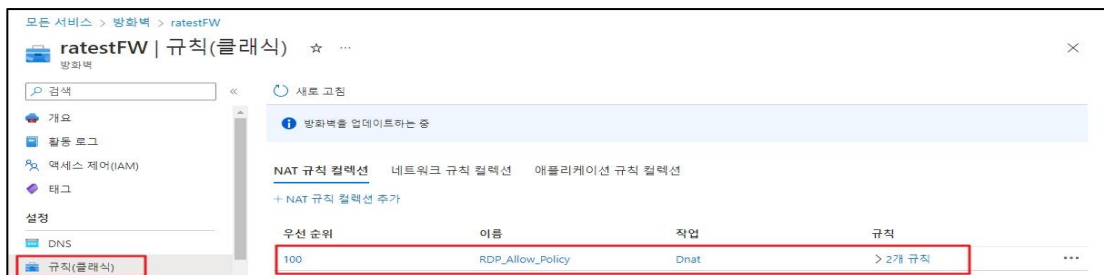 모든 서비스 > 방화벽 > ratestFW
ratestFW | 규칙(클래식) ☆ ···
방화벽
검색 «
새로 고침
개요
방화벽을 업데이트하는 중
활동 로그
액세스 제어(IAM)
NAT 규칙 컬렉션 네트워크 규칙 컬렉션 애플리케이션 규칙 컬렉션
태그
+ NAT 규칙 컬렉션 추가
설정
우선 순위 이름 작업 규칙
DNS
100 RDP_Allow_Policy Dnat > 2개 규칙 ···
규칙(클래식)